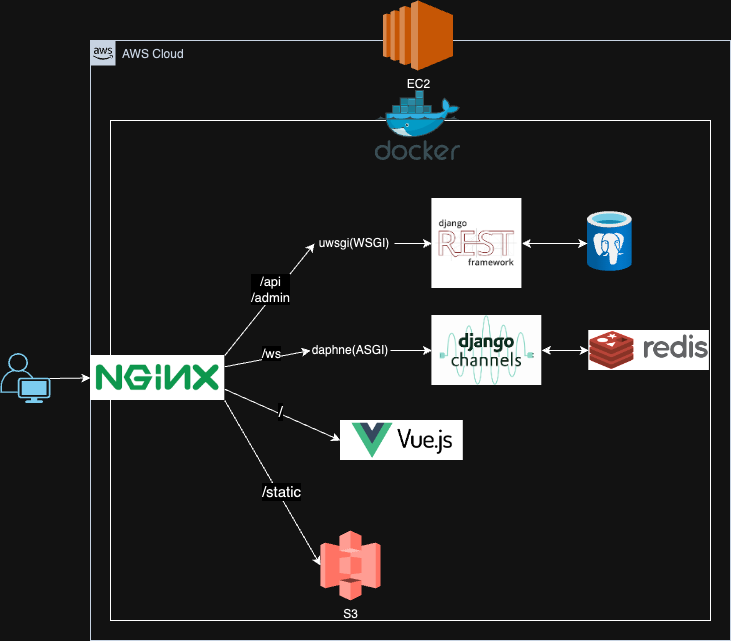 aws
AWS Cloud
EC2
docker
django
REST
framework
uwsgi(WSGI)
/api
/admin
django
channels
daphne(ASGI)
/ws
redis
NGINX
/
Vue.js
/static
S3